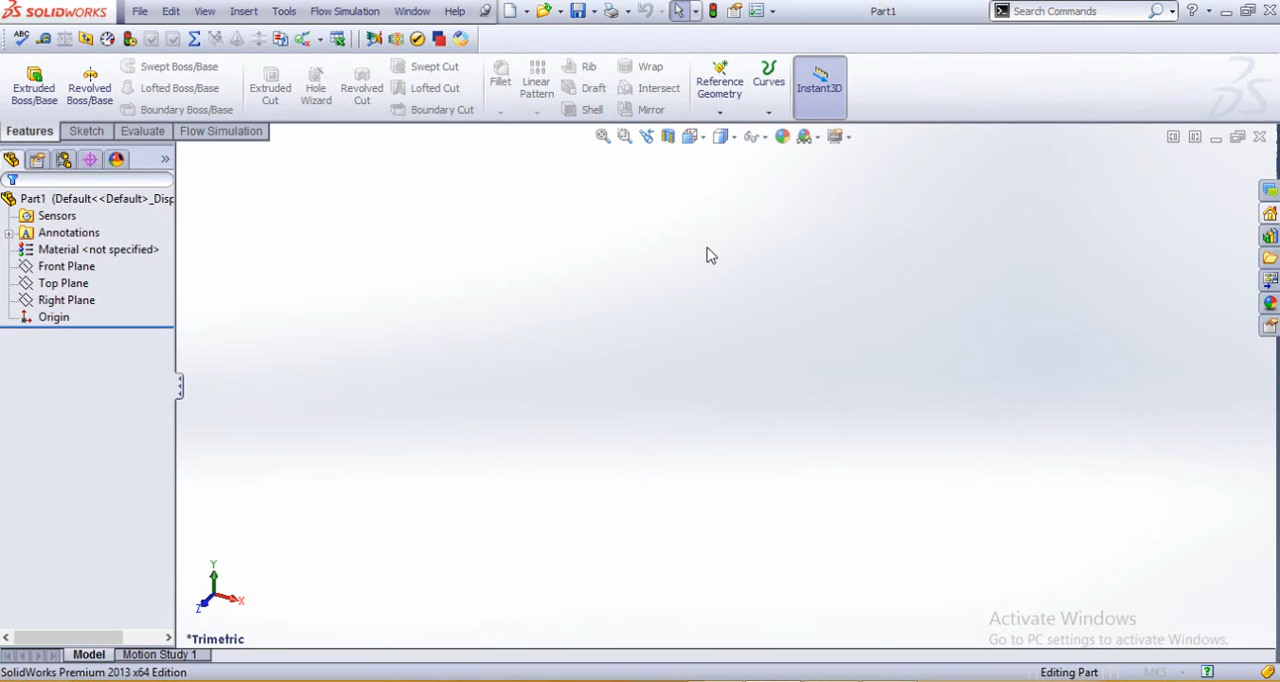 SOLIDWORKS File Edit View Insert Tools Flow Simulation Window Help Part1 Search Commands
ABC
Extruded Boss/Base
Revolved Boss/Base
Swept Boss/Base
Lofted Boss/Base
Boundary Boss/Base
Extruded Cut
Hole Wizard
Revolved Cut
Swept Cut
Lofted Cut
Boundary Cut
Fillet
Linear Pattern
Rib
Draft
Shell
Wrap
Intersect
Mirror
Reference Geometry
Curves
Instant3D
Features Sketch Evaluate Flow Simulation
Part1 (Default<<Default>_Disp
Sensors
Annotations
Material <not specified>
Front Plane
Top Plane
Right Plane
Origin
Y
X
Z
*Trimetric
Activate Windows
Go to PC settings to activate Windows.
Model Motion Study 1
SolidWorks Premium 2013 x64 Edition Editing Part MKS